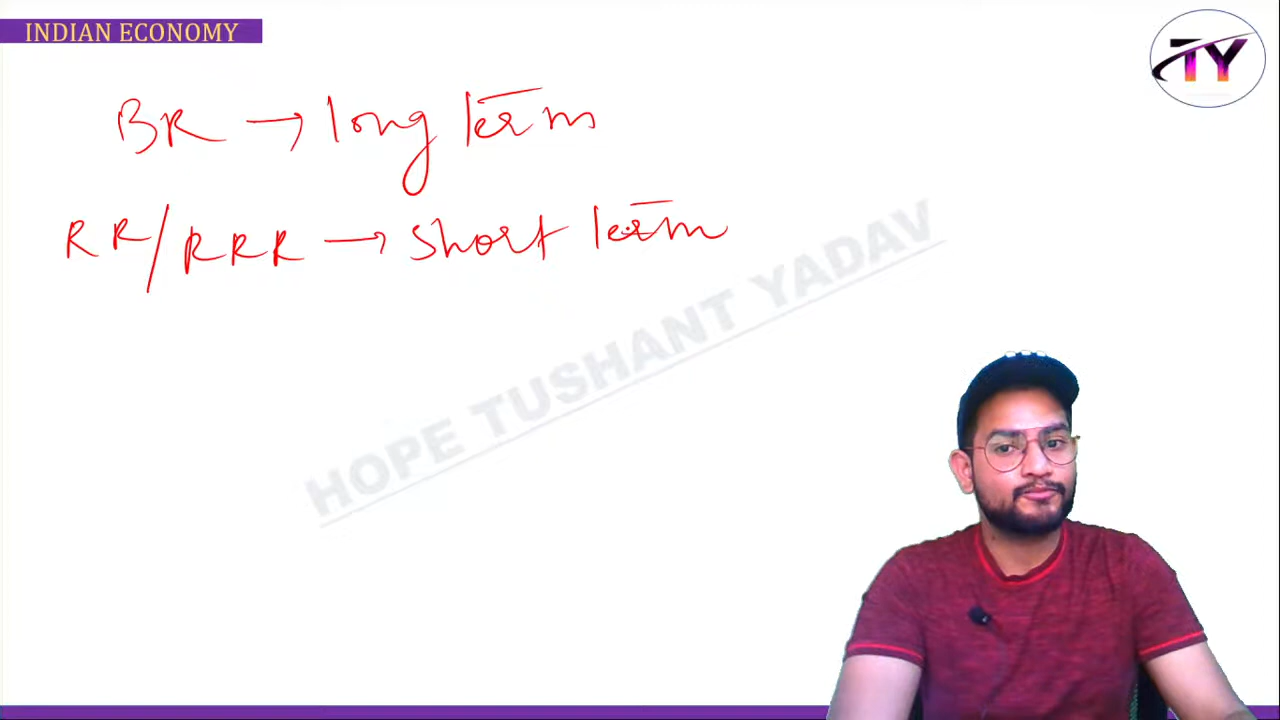 INDIAN ECONOMY
TY
BR → long term
RR/RRR → short term
HOPE TUSHANT YADAV